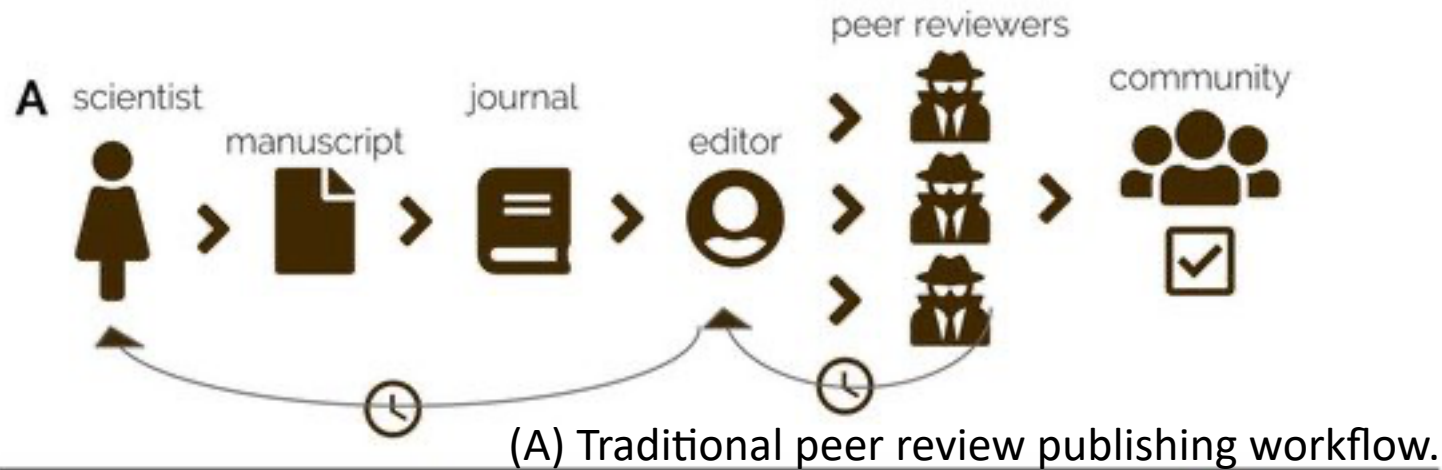 A
scientist
manuscript
journal
editor
peer reviewers
community
(A) Traditional peer review publishing workflow.